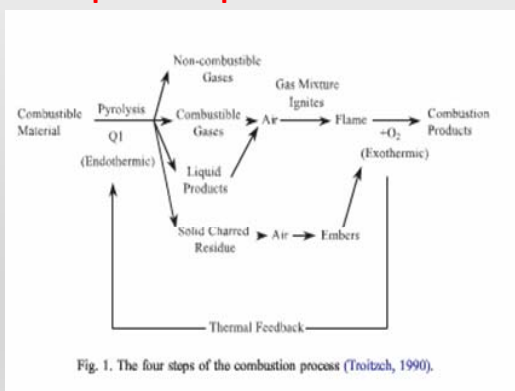 Non-combustible
Gases
Gas Mixture
Ignites
Combustible
Material
Pyrolysis
Q1
(Endothermic)
Combustible
Gases
Air
Flame
+O₂
(Exothermic)
Combustion
Products
Liquid
Products
Solid Charred
Residue
Air
Embers
Thermal Feedback
Fig. 1. The four steps of the combustion process (Troitzch, 1990).